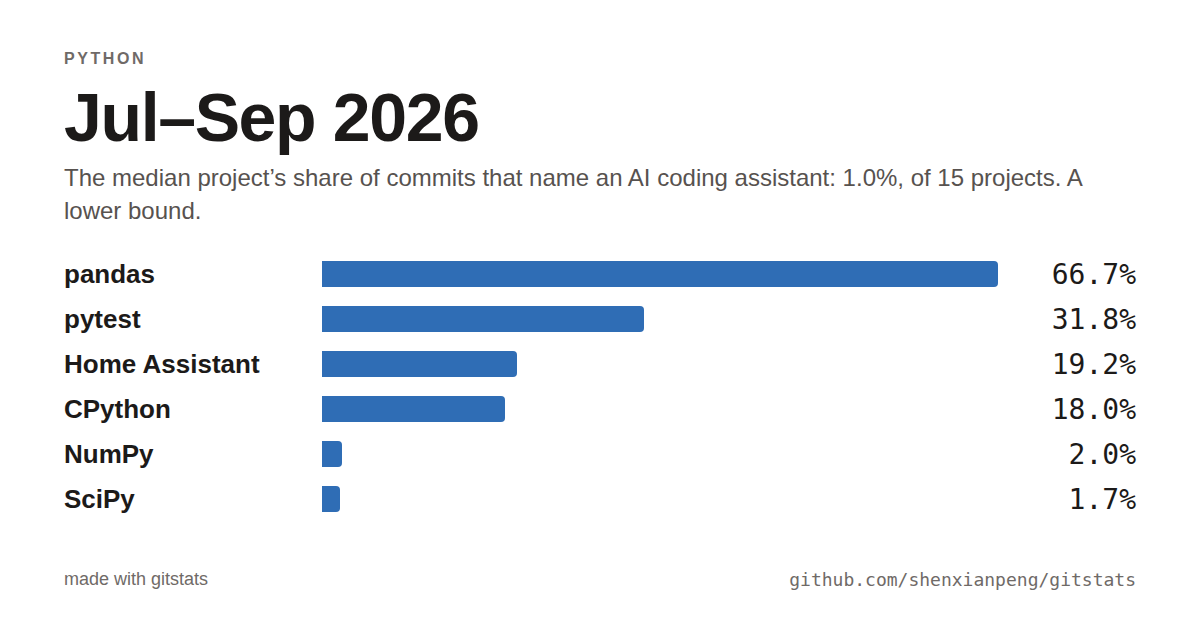 PYTHON
Jul–Sep 2026
The median project’s share of commits that name an AI coding assistant: 1.0%, of 15 projects. A
lower bound.
pandas 66.7%
pytest 31.8%
Home Assistant 19.2%
CPython 18.0%
NumPy 2.0%
SciPy 1.7%
made with gitstats github.com/shenxianpeng/gitstats